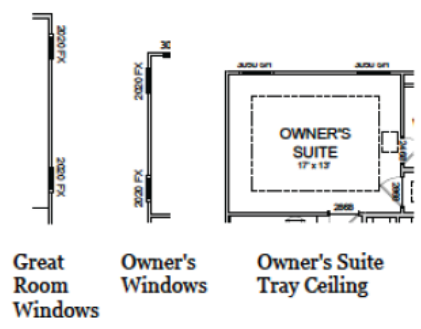 2020 FX
2020 FX
2020 FX
2020 FX
OWNER'S
SUITE
17' x 13'
2868
Great
Room
Windows
Owner's
Windows
Owner's Suite
Tray Ceiling